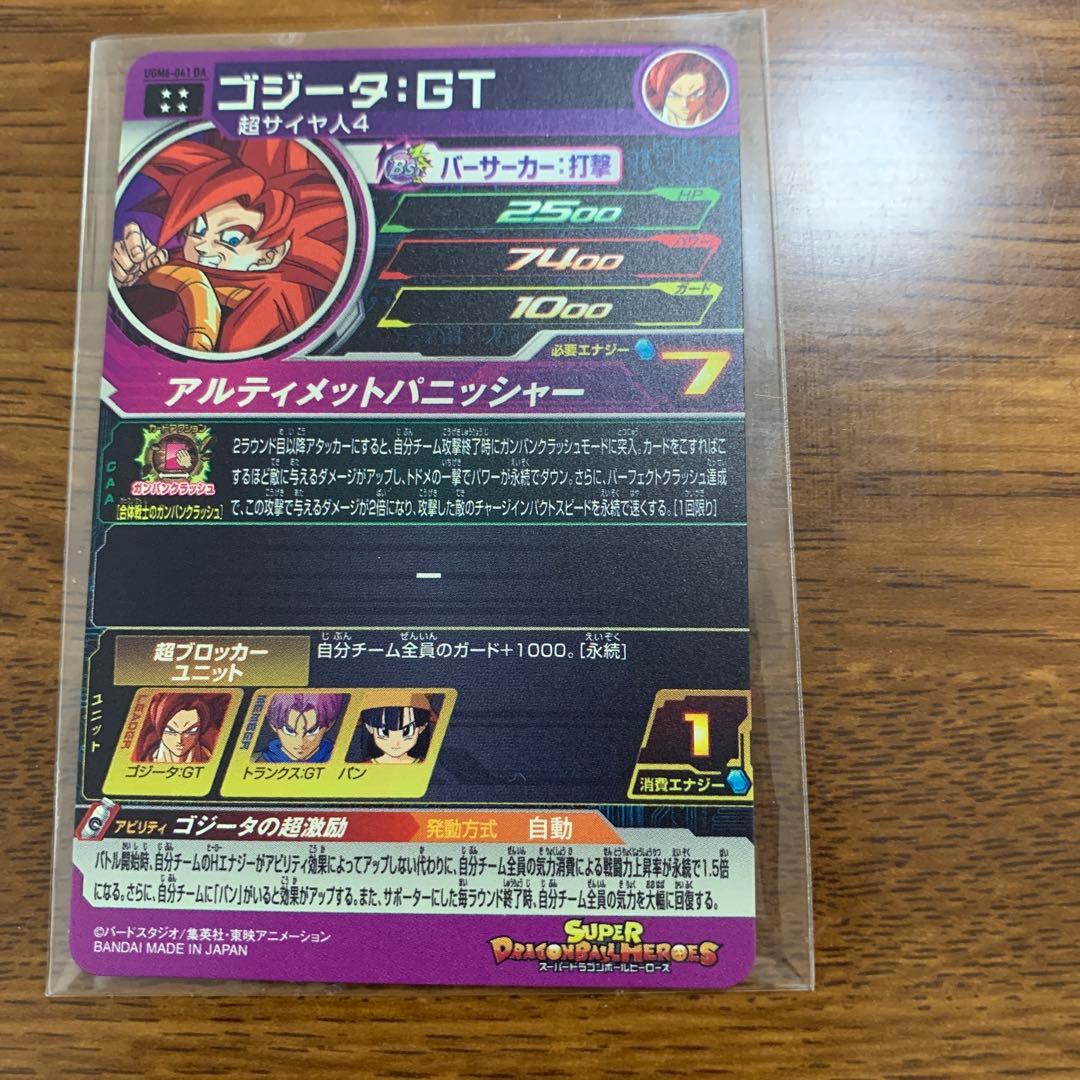 UGM6-041 DA
ゴジータ:GT
超サイヤ人4
Bs バーサーカー:打撃
HP
2500
パワー
7400
ガード
1000
必要エナジー 7
アルティメットパニッシャー
CAA
カードアクション
ガンバンクラッシュ
[合体戦士のガンバンクラッシュ]
2ラウンド目以降アタッカーにすると、自分チーム攻撃終了時にガンバンクラッシュモードに突入。カードをこすればこ
するほど敵に与えるダメージがアップし、トドメの一撃でパワーが永続でダウン。さらに、パーフェクトクラッシュ達成
で、この攻撃で与えるダメージが2倍になり、攻撃した敵のチャージインパクトスピードを永続で速くする。[1回限り]
ー
ユニット
超ブロッカー
ユニット
自分チーム全員のガード+1000。[永続]
LEADER
MEMBER
ゴジータ:GT
トランクス:GT
パン
1
消費エナジー
アビリティ ゴジータの超激励 発動方式 自動
バトル開始時、自分チームのHエナジーがアビリティ効果によってアップしない代わりに、自分チーム全員の気力消費による戦闘力上昇率が永続で1.5倍
になる。さらに、自分チームに「パン」がいると効果がアップする。また、サポーターにした毎ラウンド終了時、自分チーム全員の気力を大幅に回復する。
©バードスタジオ/集英社・東映アニメーション
BANDAI MADE IN JAPAN
SUPER
DRAGONBALL HEROES
スーパードラゴンボールヒーローズ